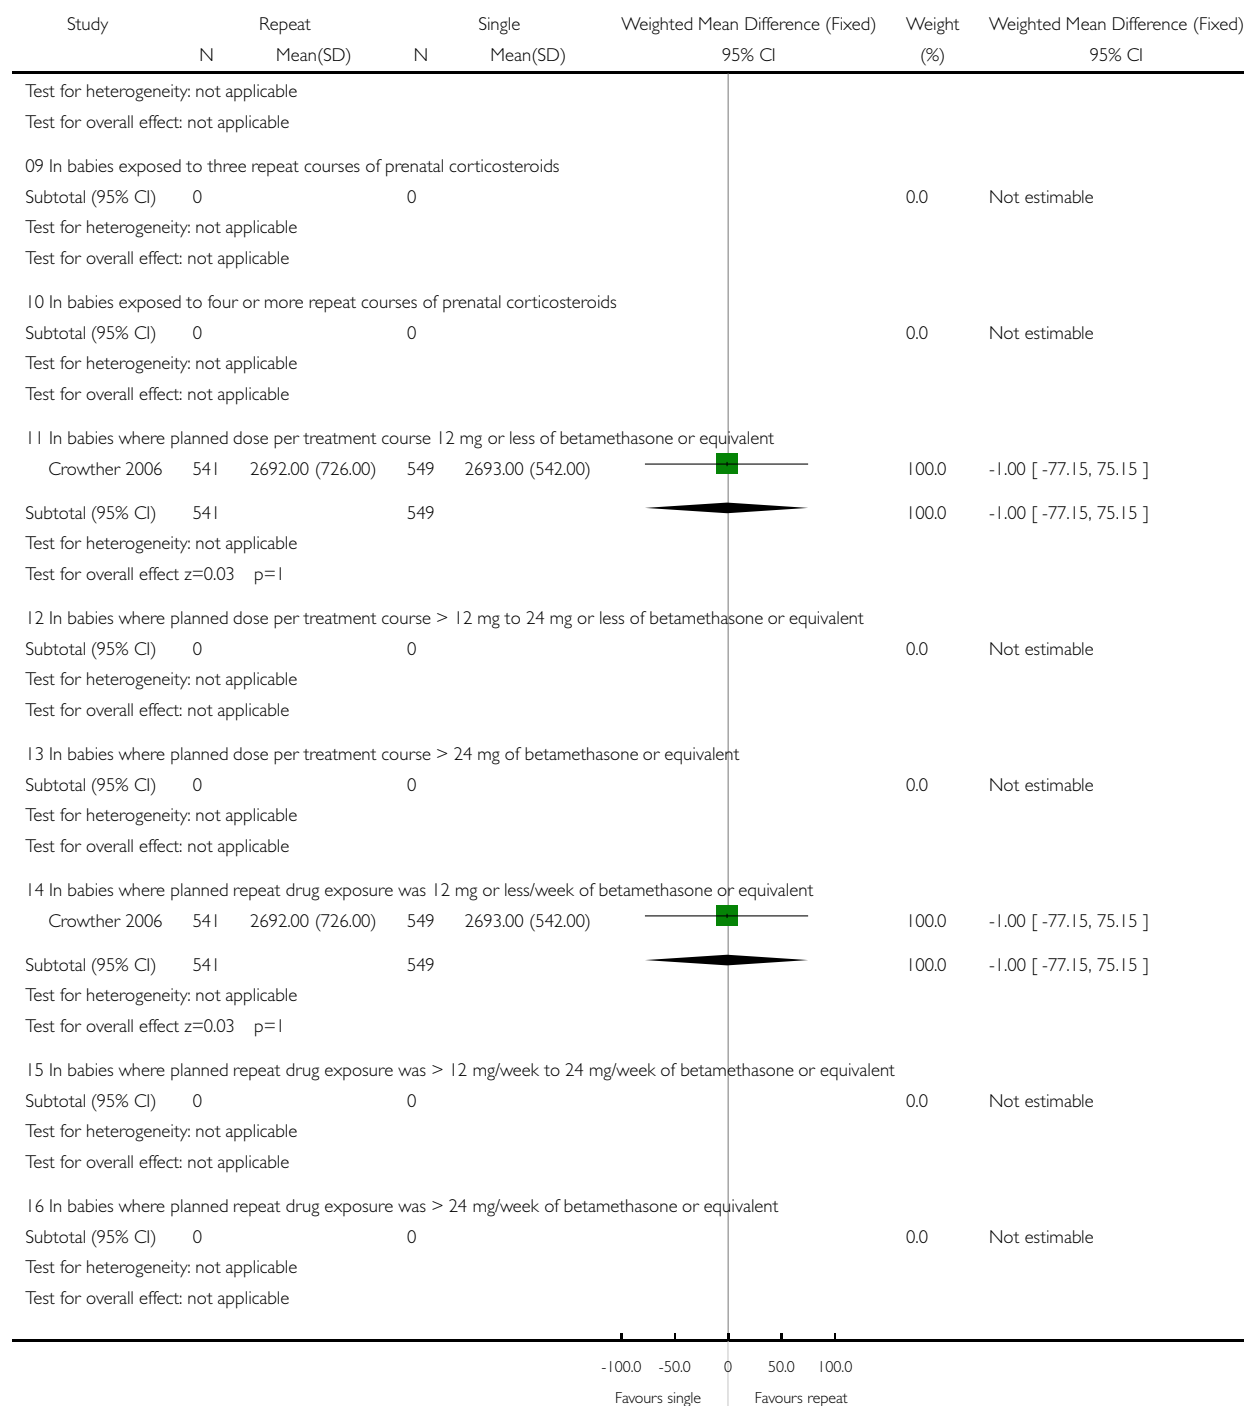 Study Repeat Single Weighted Mean Difference (Fixed) Weight Weighted Mean Difference (Fixed)
N Mean(SD) N Mean(SD) 95% CI (%) 95% CI
Test for heterogeneity: not applicable
Test for overall effect: not applicable
09 In babies exposed to three repeat courses of prenatal corticosteroids
Subtotal (95% CI) 0 0 0.0 Not estimable
Test for heterogeneity: not applicable
Test for overall effect: not applicable
10 In babies exposed to four or more repeat courses of prenatal corticosteroids
Subtotal (95% CI) 0 0 0.0 Not estimable
Test for heterogeneity: not applicable
Test for overall effect: not applicable
11 In babies where planned dose per treatment course 12 mg or less of betamethasone or equivalent
Crowther 2006 541 2692.00 (726.00) 549 2693.00 (542.00) 100.0 -1.00 [ -77.15, 75.15 ]
Subtotal (95% CI) 541 549 100.0 -1.00 [ -77.15, 75.15 ]
Test for heterogeneity: not applicable
Test for overall effect z=0.03 p=1
12 In babies where planned dose per treatment course > 12 mg to 24 mg or less of betamethasone or equivalent
Subtotal (95% CI) 0 0 0.0 Not estimable
Test for heterogeneity: not applicable
Test for overall effect: not applicable
13 In babies where planned dose per treatment course > 24 mg of betamethasone or equivalent
Subtotal (95% CI) 0 0 0.0 Not estimable
Test for heterogeneity: not applicable
Test for overall effect: not applicable
14 In babies where planned repeat drug exposure was 12 mg or less/week of betamethasone or equivalent
Crowther 2006 541 2692.00 (726.00) 549 2693.00 (542.00) 100.0 -1.00 [ -77.15, 75.15 ]
Subtotal (95% CI) 541 549 100.0 -1.00 [ -77.15, 75.15 ]
Test for heterogeneity: not applicable
Test for overall effect z=0.03 p=1
15 In babies where planned repeat drug exposure was > 12 mg/week to 24 mg/week of betamethasone or equivalent
Subtotal (95% CI) 0 0 0.0 Not estimable
Test for heterogeneity: not applicable
Test for overall effect: not applicable
16 In babies where planned repeat drug exposure was > 24 mg/week of betamethasone or equivalent
Subtotal (95% CI) 0 0 0.0 Not estimable
Test for heterogeneity: not applicable
Test for overall effect: not applicable
-100.0 -50.0 0 50.0 100.0
Favours single Favours repeat